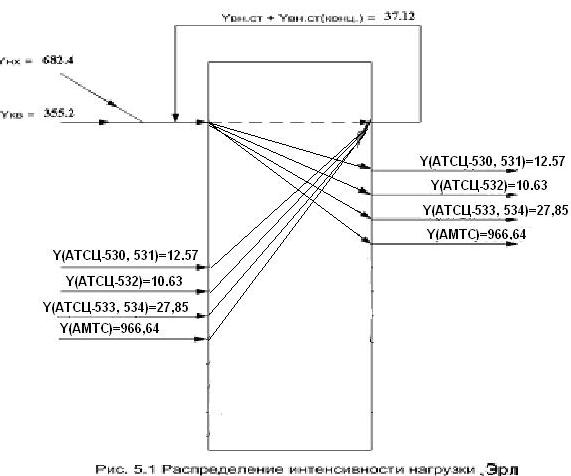 Yвн.ст + Yвн.ст(конц.) = 37.12
Yнх = 682.4
Yкв = 355.2
Y(АТСЦ-530, 531)=12.57
Y(АТСЦ-532)=10.63
Y(АТСЦ-533, 534)=27,85
Y(АМТС)=966,64
Y(АТСЦ-530, 531)=12.57
Y(АТСЦ-532)=10.63
Y(АТСЦ-533, 534)=27,85
Y(АМТС)=966,64
Рис. 5.1 Распределение интенсивности нагрузки ,Эрл